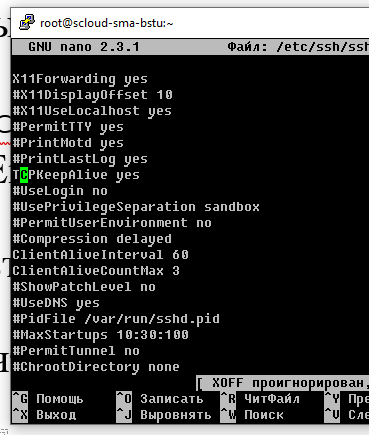 root@scloud-sma-bstu:~
GNU nano 2.3.1 Файл: /etc/ssh/ssh
X11Forwarding yes
#X11DisplayOffset 10
#X11UseLocalhost yes
#PermitTTY yes
#PrintMotd yes
#PrintLastLog yes
TCPKeepAlive yes
#UseLogin no
#UsePrivilegeSeparation sandbox
#PermitUserEnvironment no
#Compression delayed
ClientAliveInterval 60
ClientAliveCountMax 3
#ShowPatchLevel no
#UseDNS yes
#PidFile /var/run/sshd.pid
#MaxStartups 10:30:100
#PermitTunnel no
#ChrootDirectory none
[ XOFF проигнорирован,
^G Помощь ^O Записать ^R ЧитФайл ^Y Пре
^X Выход ^J Выровнять ^W Поиск ^V Сле